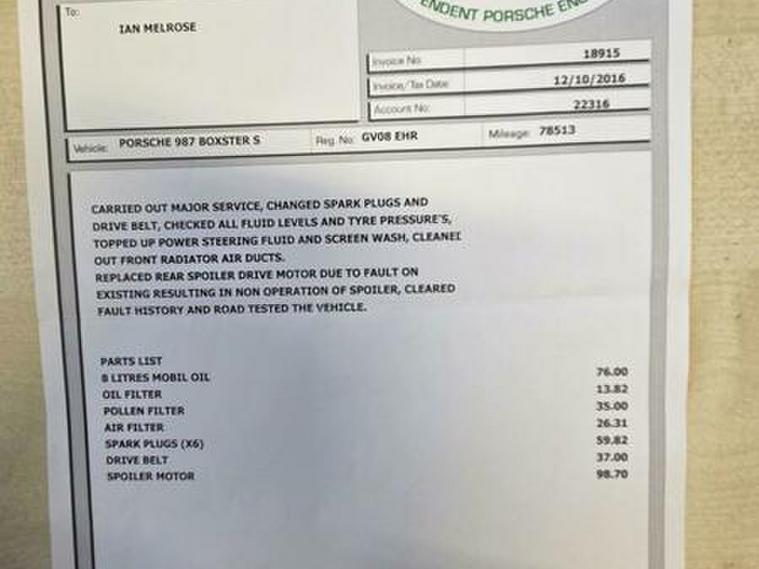 ENDENT PORSCHE
To:
IAN MELROSE
Invoice No: 18915
Invoice/Tax Date: 12/10/2016
Account No: 22316
Vehicle: PORSCHE 987 BOXSTER S Reg. No: GV08 EHR Mileage: 78513
CARRIED OUT MAJOR SERVICE, CHANGED SPARK PLUGS AND
DRIVE BELT, CHECKED ALL FLUID LEVELS AND TYRE PRESSURE'S,
TOPPED UP POWER STEERING FLUID AND SCREEN WASH, CLEANED
OUT FRONT RADIATOR AIR DUCTS.
REPLACED REAR SPOILER DRIVE MOTOR DUE TO FAULT ON
EXISTING RESULTING IN NON OPERATION OF SPOILER, CLEARED
FAULT HISTORY AND ROAD TESTED THE VEHICLE.
PARTS LIST
8 LITRES MOBIL OIL 76.00
OIL FILTER 13.82
POLLEN FILTER 35.00
AIR FILTER 26.31
SPARK PLUGS (X6) 59.82
DRIVE BELT 37.00
SPOILER MOTOR 98.70